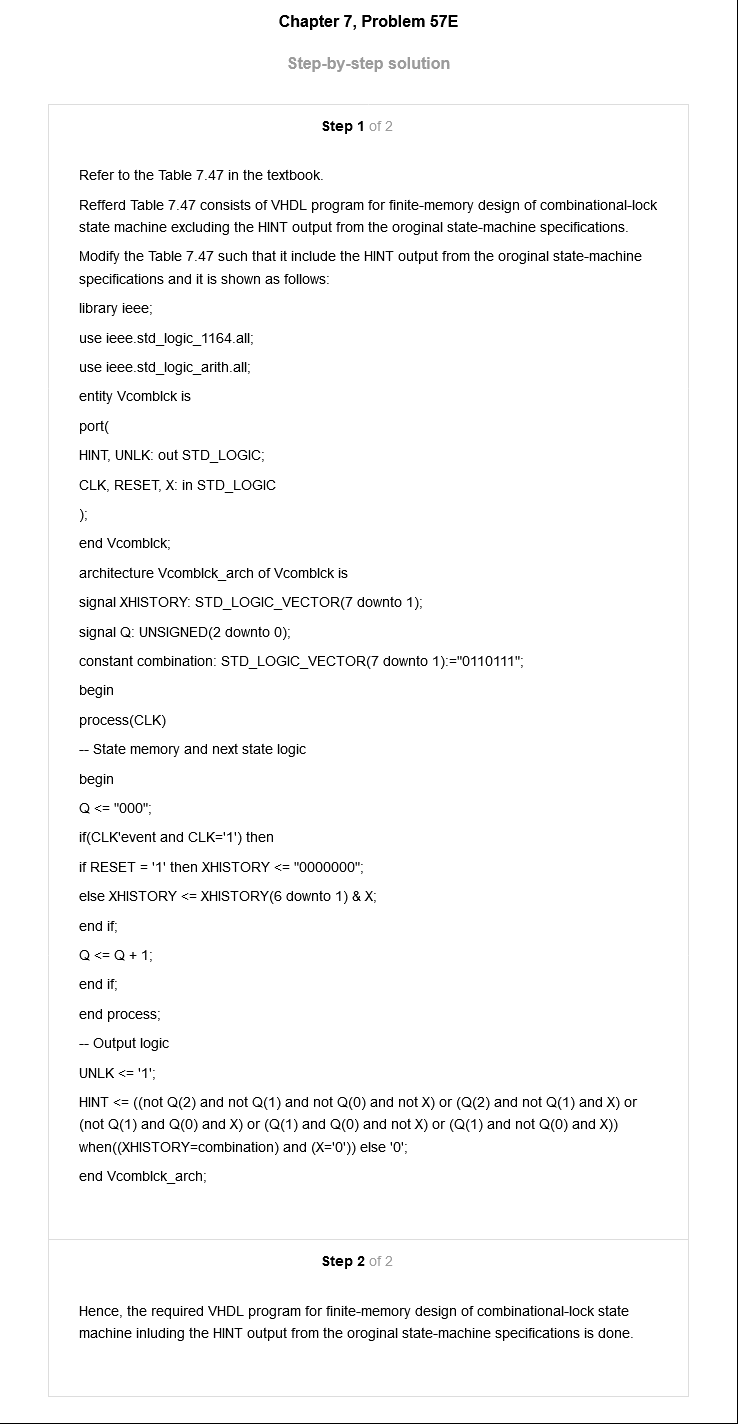 Chapter 7, Problem 57E
Step-by-step solution
Step 1 of 2
Refer to the Table 7.47 in the textbook.
Refferd Table 7.47 consists of VHDL program for finite-memory design of combinational-lock
state machine excluding the HINT output from the oroginal state-machine specifications.
Modify the Table 7.47 such that it include the HINT output from the oroginal state-machine
specifications and it is shown as follows:
library ieee;
use ieee.std_logic_1164.all;
use ieee.std_logic_arith.all;
entity Vcomblck is
port(
HINT, UNLK: out STD_LOGIC;
CLK, RESET, X: in STD_LOGIC
);
end Vcomblck;
architecture Vcomblck_arch of Vcomblck is
signal XHISTORY: STD_LOGIC_VECTOR(7 downto 1);
signal Q: UNSIGNED(2 downto 0);
constant combination: STD_LOGIC_VECTOR(7 downto 1):="0110111";
begin
process(CLK)
-- State memory and next state logic
begin
Q <= "000";
if(CLK'event and CLK='1') then
if RESET = '1' then XHISTORY <= "0000000";
else XHISTORY <= XHISTORY(6 downto 1) & X;
end if;
Q <= Q + 1;
end if;
end process;
-- Output logic
UNLK <= '1';
HINT <= ((not Q(2) and not Q(1) and not Q(0) and not X) or (Q(2) and not Q(1) and X) or
(not Q(1) and Q(0) and X) or (Q(1) and Q(0) and not X) or (Q(1) and not Q(0) and X))
when((XHISTORY=combination) and (X='0')) else '0';
end Vcomblck_arch;
Step 2 of 2
Hence, the required VHDL program for finite-memory design of combinational-lock state
machine inluding the HINT output from the oroginal state-machine specifications is done.